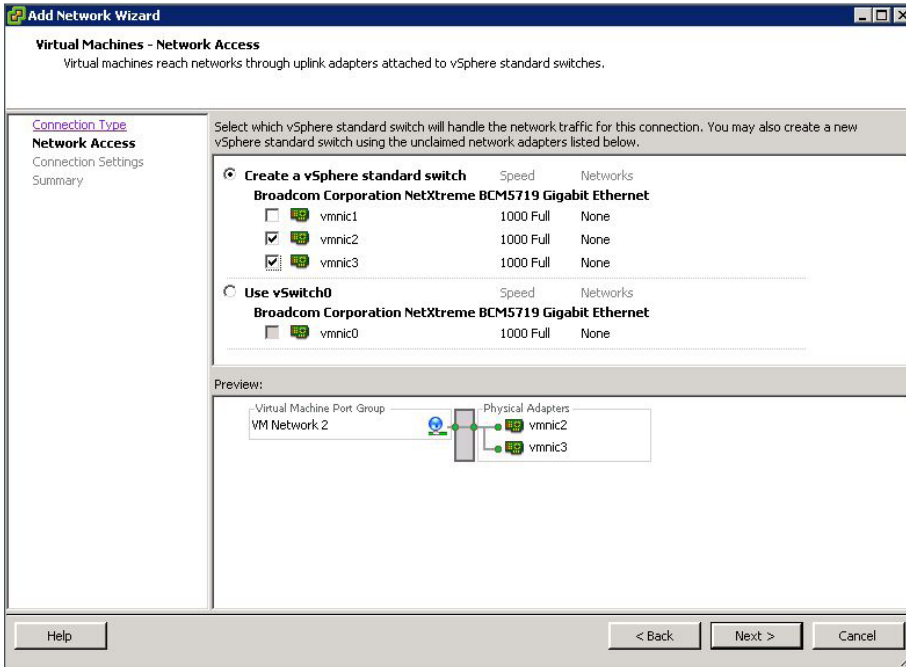 Add Network Wizard
Virtual Machines - Network Access
Virtual machines reach networks through uplink adapters attached to vSphere standard switches.
Connection Type
Network Access
Connection Settings
Summary
Select which vSphere standard switch will handle the network traffic for this connection. You may also create a new
vSphere standard switch using the unclaimed network adapters listed below.
Create a vSphere standard switch Speed Networks
Broadcom Corporation NetXtreme BCM5719 Gigabit Ethernet
vmnic1 1000 Full None
vmnic2 1000 Full None
vmnic3 1000 Full None
Use vSwitch0 Speed Networks
Broadcom Corporation NetXtreme BCM5719 Gigabit Ethernet
vmnic0 1000 Full None
Preview:
Virtual Machine Port Group Physical Adapters
VM Network 2 vmnic2
vmnic3
Help < Back Next > Cancel